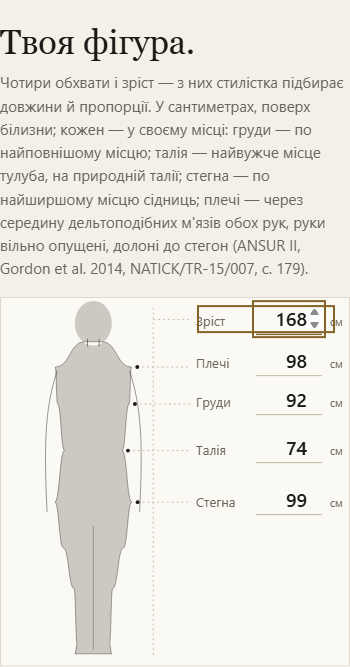 Твоя фігура.
Чотири обхвати і зріст — з них стилістка підбирає
довжини й пропорції. У сантиметрах, поверх
білизни; кожен — у своєму місці: груди — по
найповнішому місцю; талія — найвужче місце
тулуба, на природній талії; стегна — по
найширшому місцю сідниць; плечі — через
середину дельтоподібних м'язів обох рук, руки
вільно опущені, долоні до стегон (ANSUR II,
Gordon et al. 2014, NATICK/TR-15/007, с. 179).
Зріст 168 см
Плечі 98 см
Груди 92 см
Талія 74 см
Стегна 99 см